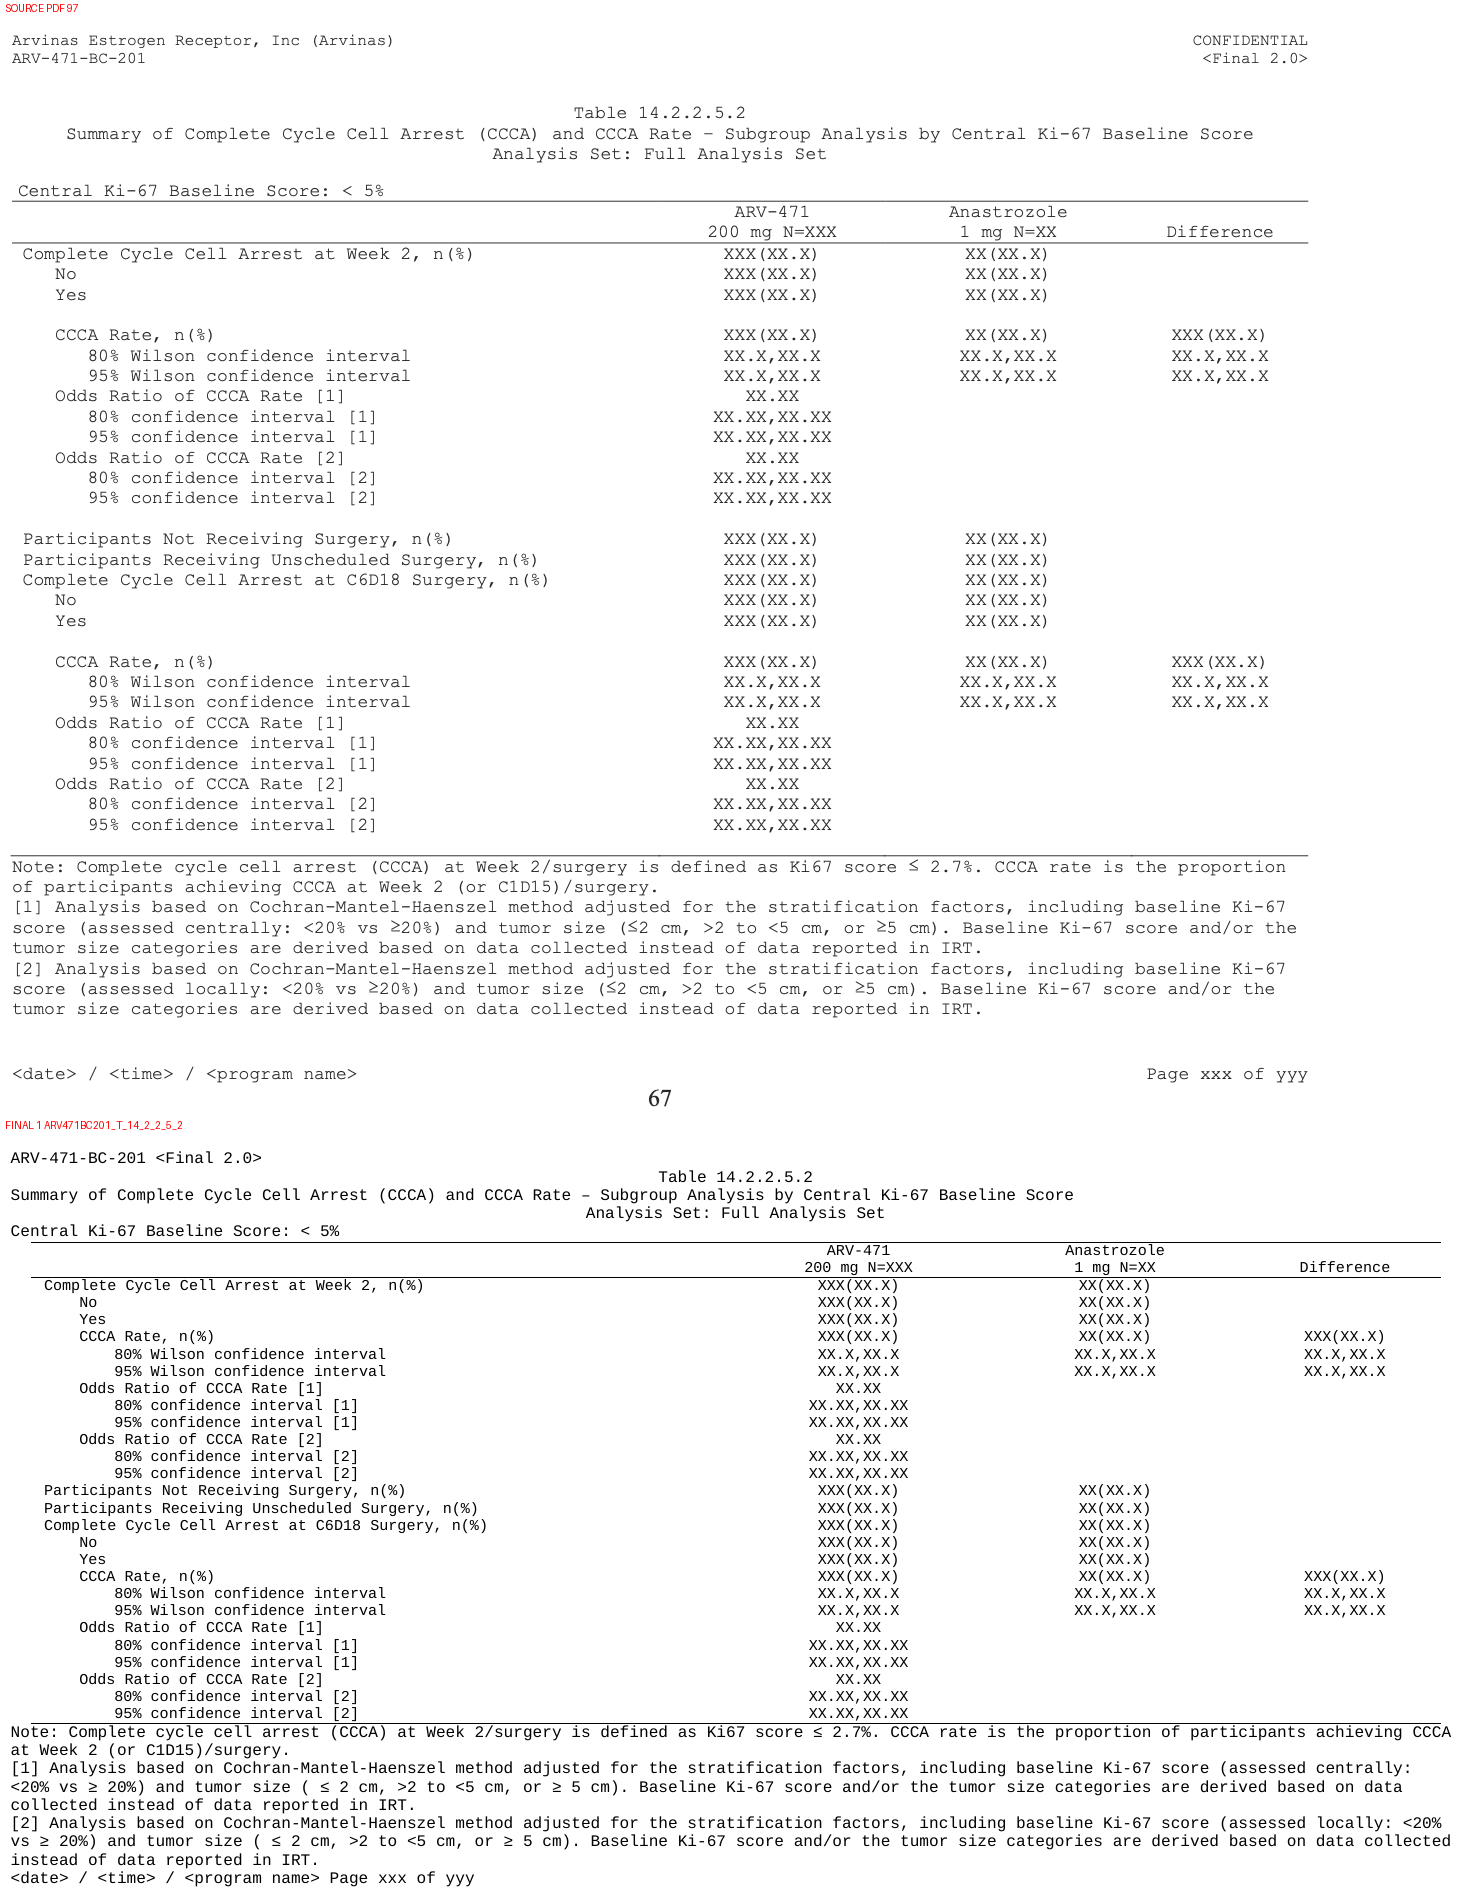 SOURCE PDF 97
Arvinas Estrogen Receptor, Inc (Arvinas) CONFIDENTIAL
ARV-471-BC-201 <Final 2.0>
Table 14.2.2.5.2
Summary of Complete Cycle Cell Arrest (CCCA) and CCCA Rate – Subgroup Analysis by Central Ki-67 Baseline Score
Analysis Set: Full Analysis Set
Central Ki-67 Baseline Score: < 5%
ARV-471 Anastrozole
200 mg N=XXX 1 mg N=XX Difference
Complete Cycle Cell Arrest at Week 2, n(%) XXX(XX.X) XX(XX.X)
No XXX(XX.X) XX(XX.X)
Yes XXX(XX.X) XX(XX.X)
CCCA Rate, n(%) XXX(XX.X) XX(XX.X) XXX(XX.X)
80% Wilson confidence interval XX.X,XX.X XX.X,XX.X XX.X,XX.X
95% Wilson confidence interval XX.X,XX.X XX.X,XX.X XX.X,XX.X
Odds Ratio of CCCA Rate [1] XX.XX
80% confidence interval [1] XX.XX,XX.XX
95% confidence interval [1] XX.XX,XX.XX
Odds Ratio of CCCA Rate [2] XX.XX
80% confidence interval [2] XX.XX,XX.XX
95% confidence interval [2] XX.XX,XX.XX
Participants Not Receiving Surgery, n(%) XXX(XX.X) XX(XX.X)
Participants Receiving Unscheduled Surgery, n(%) XXX(XX.X) XX(XX.X)
Complete Cycle Cell Arrest at C6D18 Surgery, n(%) XXX(XX.X) XX(XX.X)
No XXX(XX.X) XX(XX.X)
Yes XXX(XX.X) XX(XX.X)
CCCA Rate, n(%) XXX(XX.X) XX(XX.X) XXX(XX.X)
80% Wilson confidence interval XX.X,XX.X XX.X,XX.X XX.X,XX.X
95% Wilson confidence interval XX.X,XX.X XX.X,XX.X XX.X,XX.X
Odds Ratio of CCCA Rate [1] XX.XX
80% confidence interval [1] XX.XX,XX.XX
95% confidence interval [1] XX.XX,XX.XX
Odds Ratio of CCCA Rate [2] XX.XX
80% confidence interval [2] XX.XX,XX.XX
95% confidence interval [2] XX.XX,XX.XX
Note: Complete cycle cell arrest (CCCA) at Week 2/surgery is defined as Ki67 score ≤ 2.7%. CCCA rate is the proportion
of participants achieving CCCA at Week 2 (or C1D15)/surgery.
[1] Analysis based on Cochran-Mantel-Haenszel method adjusted for the stratification factors, including baseline Ki-67
score (assessed centrally: <20% vs ≥20%) and tumor size (≤2 cm, >2 to <5 cm, or ≥5 cm). Baseline Ki-67 score and/or the
tumor size categories are derived based on data collected instead of data reported in IRT.
[2] Analysis based on Cochran-Mantel-Haenszel method adjusted for the stratification factors, including baseline Ki-67
score (assessed locally: <20% vs ≥20%) and tumor size (≤2 cm, >2 to <5 cm, or ≥5 cm). Baseline Ki-67 score and/or the
tumor size categories are derived based on data collected instead of data reported in IRT.
<date> / <time> / <program name> Page xxx of yyy
67
FINAL 1 ARV471BC201_T_14_2_2_5_2
ARV-471-BC-201 <Final 2.0>
Table 14.2.2.5.2
Summary of Complete Cycle Cell Arrest (CCCA) and CCCA Rate – Subgroup Analysis by Central Ki-67 Baseline Score
Analysis Set: Full Analysis Set
Central Ki-67 Baseline Score: < 5%
ARV-471 Anastrozole
200 mg N=XXX 1 mg N=XX Difference
Complete Cycle Cell Arrest at Week 2, n(%) XXX(XX.X) XX(XX.X)
No XXX(XX.X) XX(XX.X)
Yes XXX(XX.X) XX(XX.X)
CCCA Rate, n(%) XXX(XX.X) XX(XX.X) XXX(XX.X)
80% Wilson confidence interval XX.X,XX.X XX.X,XX.X XX.X,XX.X
95% Wilson confidence interval XX.X,XX.X XX.X,XX.X XX.X,XX.X
Odds Ratio of CCCA Rate [1] XX.XX
80% confidence interval [1] XX.XX,XX.XX
95% confidence interval [1] XX.XX,XX.XX
Odds Ratio of CCCA Rate [2] XX.XX
80% confidence interval [2] XX.XX,XX.XX
95% confidence interval [2] XX.XX,XX.XX
Participants Not Receiving Surgery, n(%) XXX(XX.X) XX(XX.X)
Participants Receiving Unscheduled Surgery, n(%) XXX(XX.X) XX(XX.X)
Complete Cycle Cell Arrest at C6D18 Surgery, n(%) XXX(XX.X) XX(XX.X)
No XXX(XX.X) XX(XX.X)
Yes XXX(XX.X) XX(XX.X)
CCCA Rate, n(%) XXX(XX.X) XX(XX.X) XXX(XX.X)
80% Wilson confidence interval XX.X,XX.X XX.X,XX.X XX.X,XX.X
95% Wilson confidence interval XX.X,XX.X XX.X,XX.X XX.X,XX.X
Odds Ratio of CCCA Rate [1] XX.XX
80% confidence interval [1] XX.XX,XX.XX
95% confidence interval [1] XX.XX,XX.XX
Odds Ratio of CCCA Rate [2] XX.XX
80% confidence interval [2] XX.XX,XX.XX
95% confidence interval [2] XX.XX,XX.XX
Note: Complete cycle cell arrest (CCCA) at Week 2/surgery is defined as Ki67 score ≤ 2.7%. CCCA rate is the proportion of participants achieving CCCA
at Week 2 (or C1D15)/surgery.
[1] Analysis based on Cochran-Mantel-Haenszel method adjusted for the stratification factors, including baseline Ki-67 score (assessed centrally:
<20% vs ≥ 20%) and tumor size ( ≤ 2 cm, >2 to <5 cm, or ≥ 5 cm). Baseline Ki-67 score and/or the tumor size categories are derived based on data
collected instead of data reported in IRT.
[2] Analysis based on Cochran-Mantel-Haenszel method adjusted for the stratification factors, including baseline Ki-67 score (assessed locally: <20%
vs ≥ 20%) and tumor size ( ≤ 2 cm, >2 to <5 cm, or ≥ 5 cm). Baseline Ki-67 score and/or the tumor size categories are derived based on data collected
instead of data reported in IRT.
<date> / <time> / <program name> Page xxx of yyy